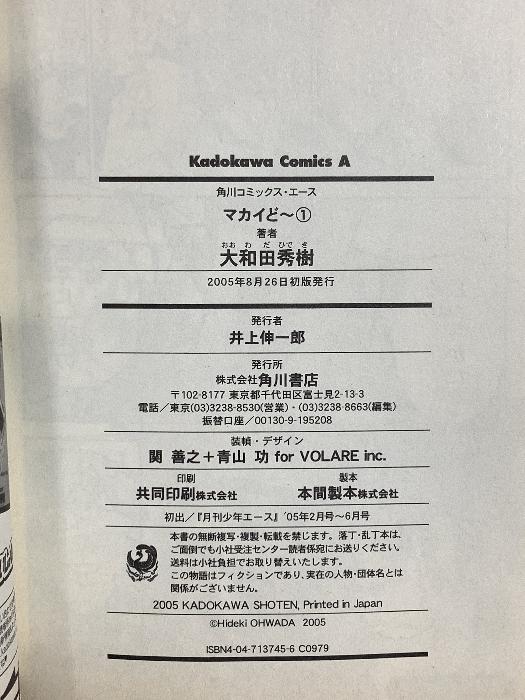 Kadokawa Comics A
角川コミックス・エース
マカイど〜①
著者
おおわだひでき
大和田秀樹
2005年8月26日初版発行
発行者
井上伸一郎
発行所
株式会社角川書店
〒102-8177 東京都千代田区富士見2-13-3
電話／東京(03)3238-8530(営業)・(03)3238-8663(編集)
振替口座／00130-9-195208
装幀・デザイン
関 善之＋青山 功 for VOLARE inc.
印刷
共同印刷株式会社
製本
本間製本株式会社
初出／『月刊少年エース』'05年2月号〜6月号
本書の無断複写・複製・転載を禁じます。落丁・乱丁本は、
ご面倒でも小社受注センター読者係宛にお送りください。
送料は小社負担でお取り替えいたします。
この物語はフィクションであり、実在の人物・団体名とは
関係がございません。
2005 KADOKAWA SHOTEN, Printed in Japan
©Hideki OHWADA 2005
ISBN4-04-713745-6 C0979